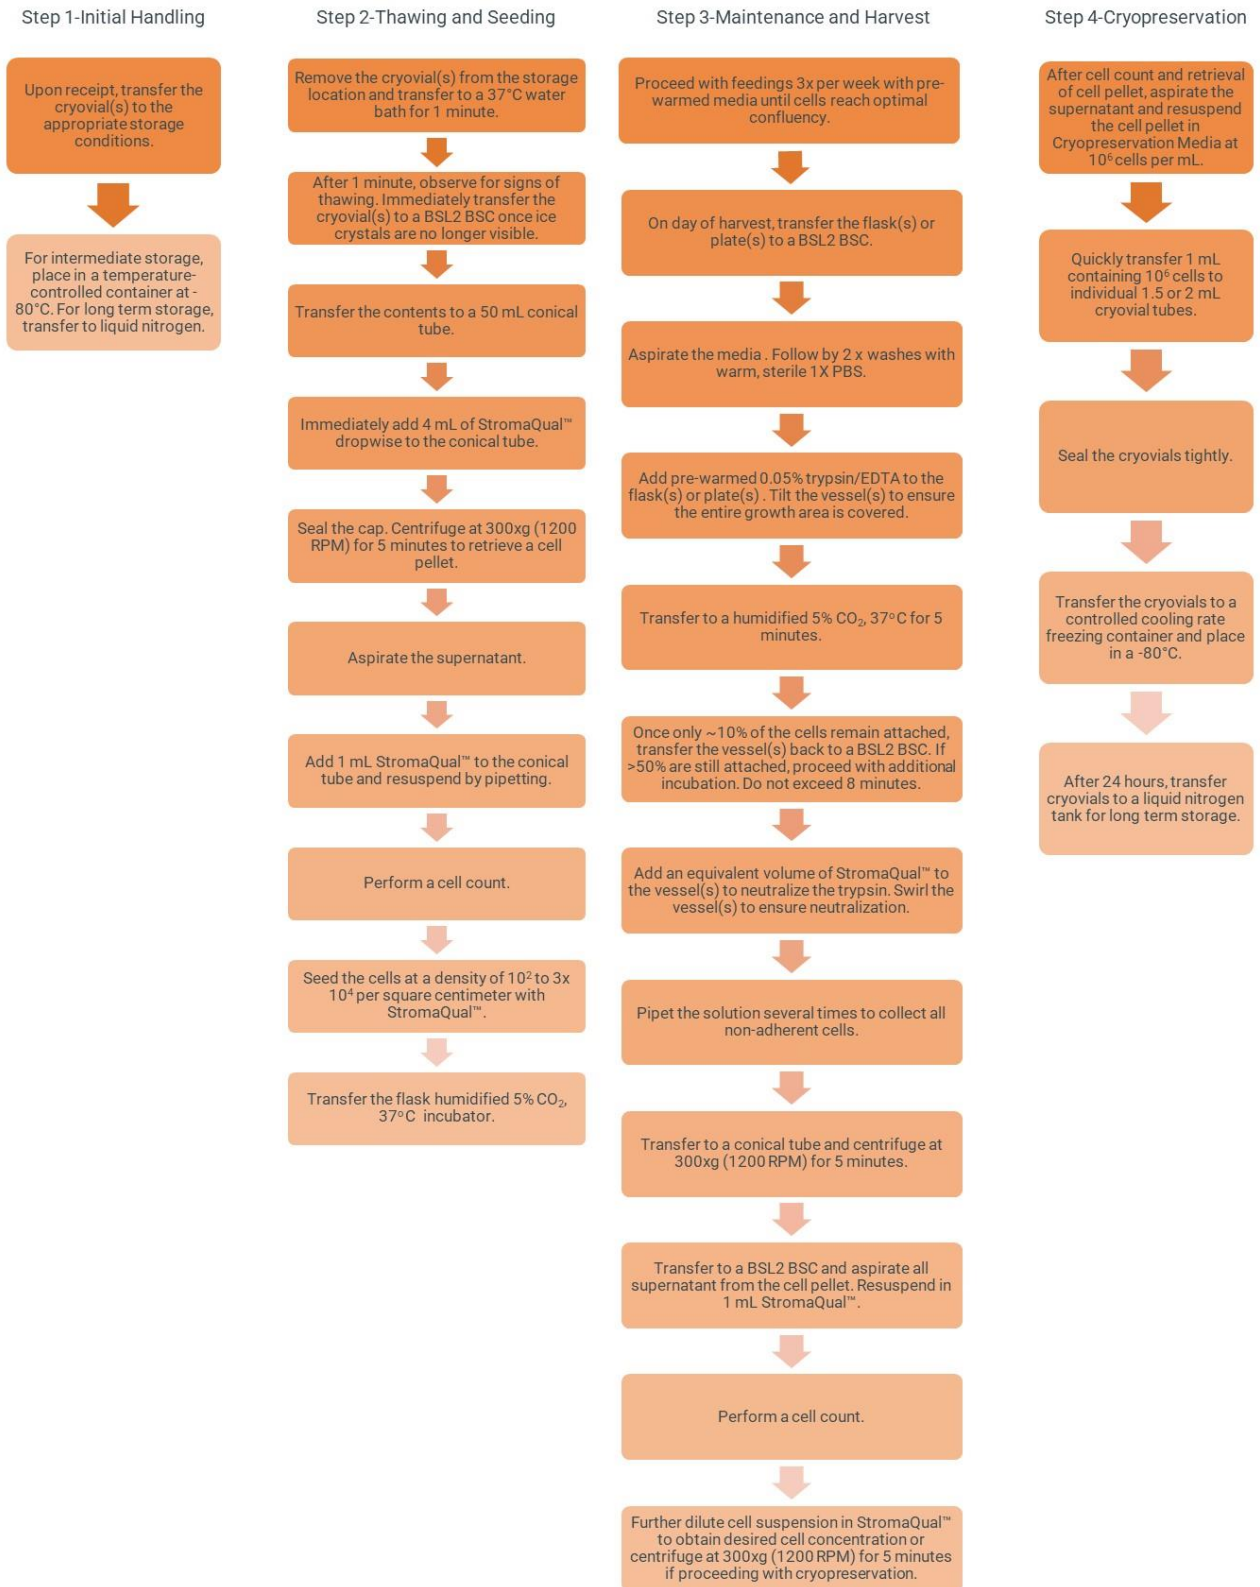 Step 1-Initial Handling
Upon receipt, transfer the
cryovial(s) to the
appropriate storage
conditions.
For intermediate storage,
place in a temperature-
controlled container at -
80°C. For long term storage,
transfer to liquid nitrogen.
Step 2-Thawing and Seeding
Remove the cryovial(s) from the storage
location and transfer to a 37°C water
bath for 1 minute.
After 1 minute, observe for signs of
thawing. Immediately transfer the
cryovial(s) to a BSL2 BSC once ice
crystals are no longer visible.
Transfer the contents to a 50 mL conical
tube.
Immediately add 4 mL of StromaQual™
dropwise to the conical tube.
Seal the cap. Centrifuge at 300xg (1200
RPM) for 5 minutes to retrieve a cell
pellet.
Aspirate the supernatant.
Add 1 mL StromaQual™ to the conical
tube and resuspend by pipetting.
Perform a cell count.
Seed the cells at a density of 10² to 3x
10⁴ per square centimeter with
StromaQual™.
Transfer the flask humidified 5% CO₂,
37°C incubator.
Step 3-Maintenance and Harvest
Proceed with feedings 3x per week with pre-
warmed media until cells reach optimal
confluency.
On day of harvest, transfer the flask(s) or
plate(s) to a BSL2 BSC.
Aspirate the media . Follow by 2 x washes with
warm, sterile 1X PBS.
Add pre-warmed 0.05% trypsin/EDTA to the
flask(s) or plate(s) . Tilt the vessel(s) to ensure
the entire growth area is covered.
Transfer to a humidified 5% CO₂, 37°C for 5
minutes.
Once only ~10% of the cells remain attached,
transfer the vessel(s) back to a BSL2 BSC. If
>50% are still attached, proceed with additional
incubation. Do not exceed 8 minutes.
Add an equivalent volume of StromaQual™ to
the vessel(s) to neutralize the trypsin. Swirl the
vessel(s) to ensure neutralization.
Pipet the solution several times to collect all
non-adherent cells.
Transfer to a conical tube and centrifuge at
300xg (1200 RPM) for 5 minutes.
Transfer to a BSL2 BSC and aspirate all
supernatant from the cell pellet. Resuspend in
1 mL StromaQual™.
Perform a cell count.
Further dilute cell suspension in StromaQual™
to obtain desired cell concentration or
centrifuge at 300xg (1200 RPM) for 5 minutes
if proceeding with cryopreservation.
Step 4-Cryopreservation
After cell count and retrieval
of cell pellet, aspirate the
supernatant and resuspend
the cell pellet in
Cryopreservation Media at
10⁶ cells per mL.
Quickly transfer 1 mL
containing 10⁶ cells to
individual 1.5 or 2 mL
cryovial tubes.
Seal the cryovials tightly.
Transfer the cryovials to a
controlled cooling rate
freezing container and place
in a -80°C.
After 24 hours, transfer
cryovials to a liquid nitrogen
tank for long term storage.